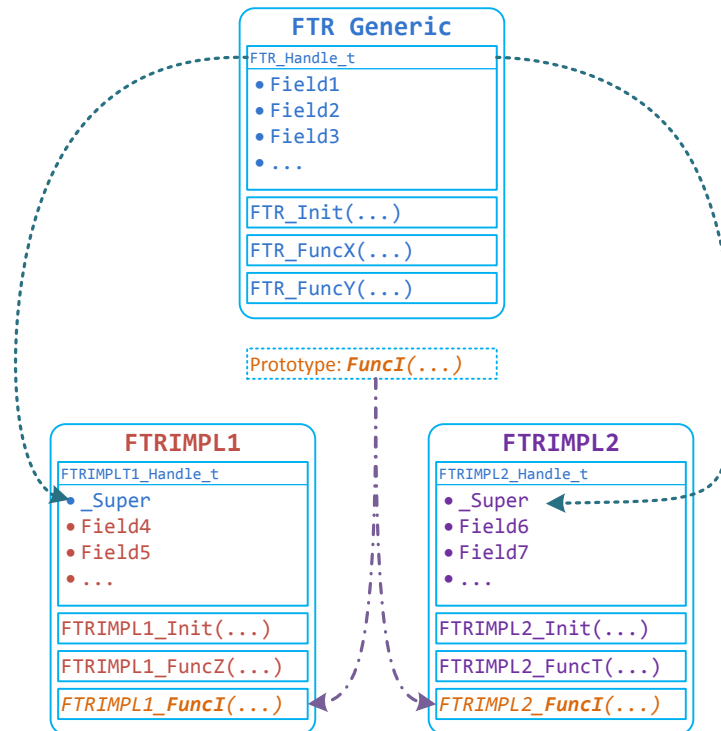 FTR Generic
FTR_Handle_t
• Field1
• Field2
• Field3
• ...
FTR_Init(...)
FTR_FuncX(...)
FTR_FuncY(...)
Prototype: FuncI(...)
FTRIMPL1
FTRIMPLT1_Handle_t
• _Super
• Field4
• Field5
• ...
FTRIMPL1_Init(...)
FTRIMPL1_FuncZ(...)
FTRIMPL1_FuncI(...)
FTRIMPL2
FTRIMPL2_Handle_t
• _Super
• Field6
• Field7
• ...
FTRIMPL2_Init(...)
FTRIMPL2_FuncT(...)
FTRIMPL2_FuncI(...)